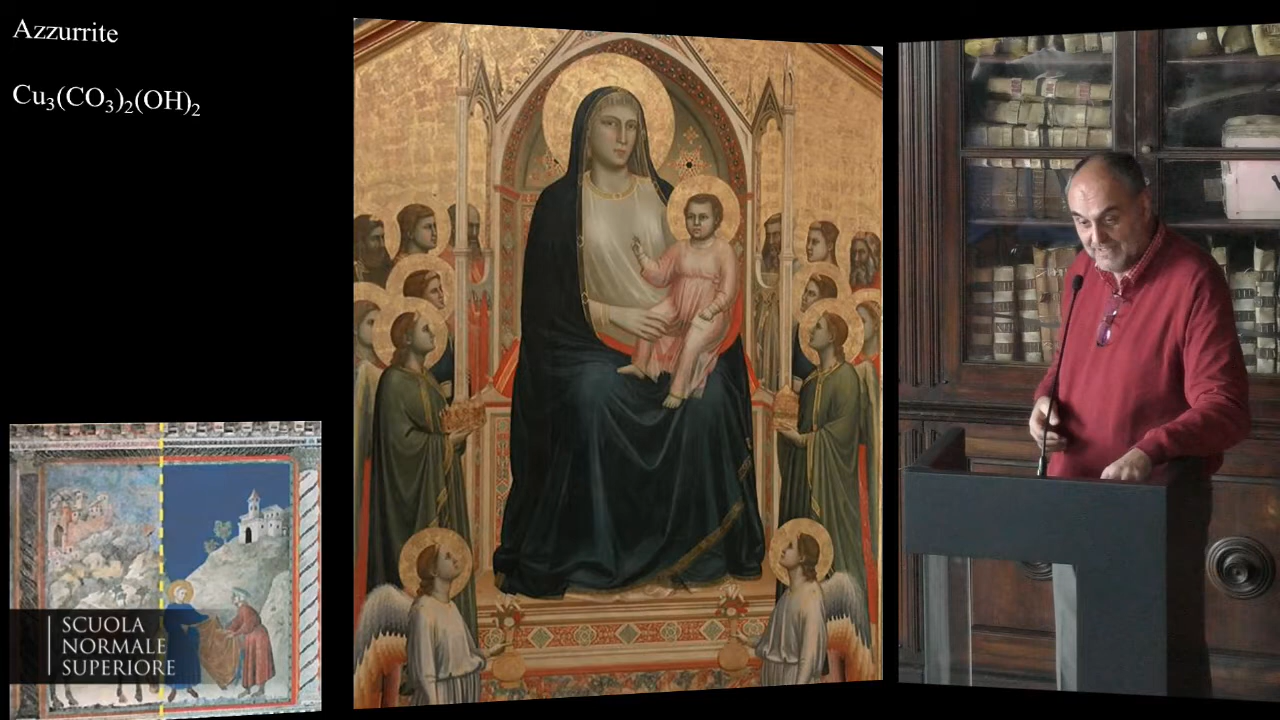 Azzurrite
Cu₃(CO₃)₂(OH)₂
SCUOLA
NORMALE
SUPERIORE